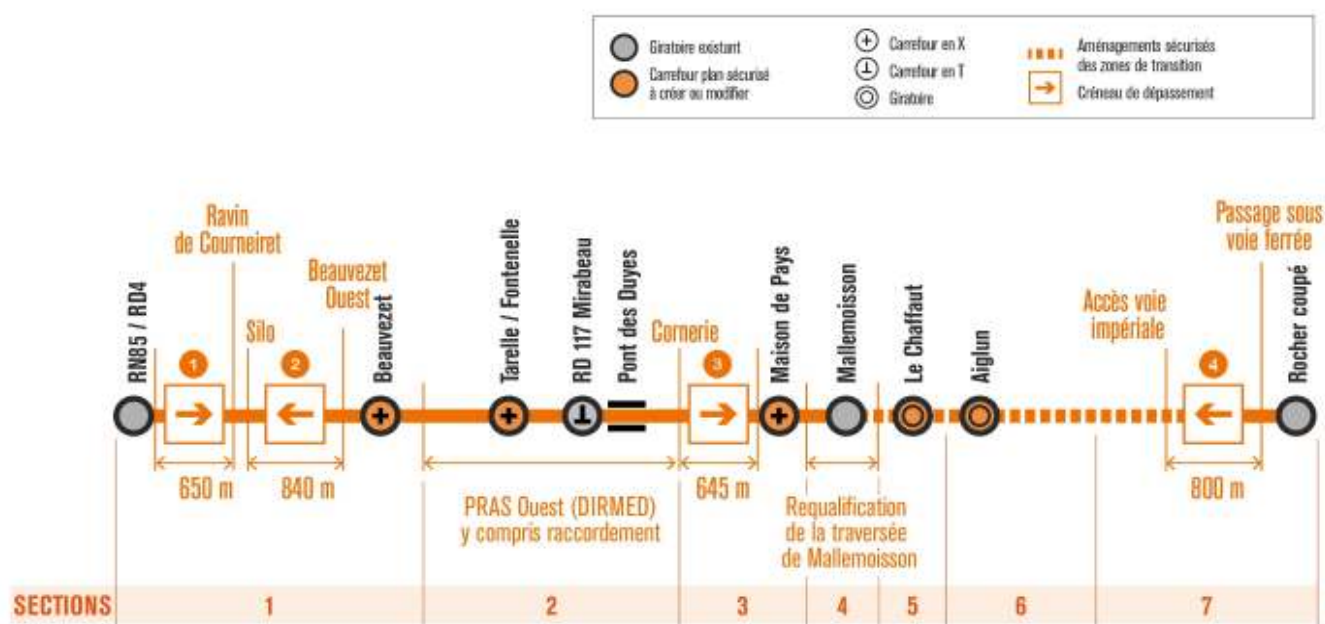 Giratoire existant
Carrefour plan sécurisé
à créer ou modifier
Carrefour en X
Carrefour en T
Giratoire
Aménagements sécurisés
des zones de transition
Créneau de dépassement
RN85 / RD4
Ravin
de Courneiret
Silo
Beauvezet
Ouest
Beauvezet
Tarelle / Fontenelle
RD 117 Mirabeau
Pont des Duyes
Cornerie
Maison de Pays
Mallemoisson
Le Chaffaut
Aiglun
Accès voie
impériale
Passage sous
voie ferrée
Rocher coupé
1
2
3
4
650 m
840 m
645 m
800 m
PRAS Ouest (DIRMED)
y compris raccordement
Requalification
de la traversée
de Mallemoisson
SECTIONS 1 2 3 4 5 6 7